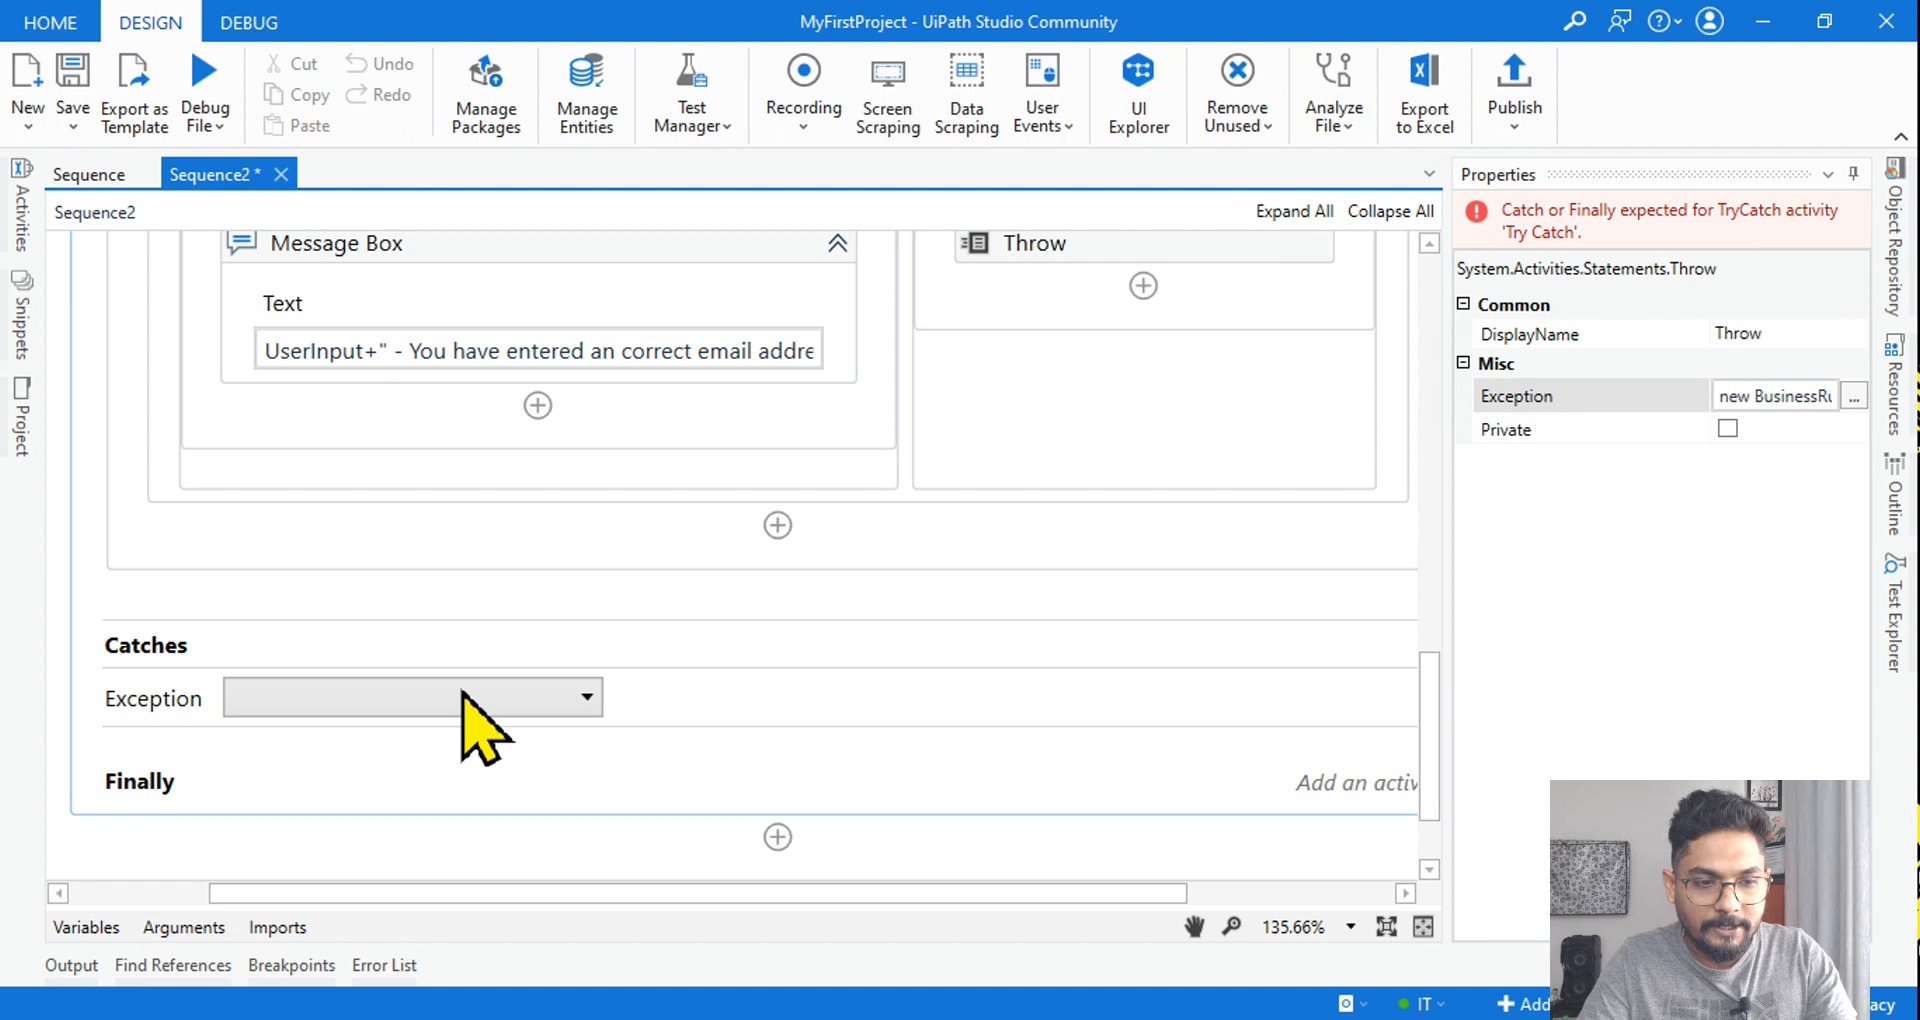 HOME
DESIGN
DEBUG
MyFirstProject - UiPath Studio Community
New
Save
Export as
Template
Debug
File
Cut
Copy
Paste
Undo
Redo
Manage
Packages
Manage
Entities
Test
Manager
Recording
Screen
Scraping
Data
Scraping
User
Events
UI
Explorer
Remove
Unused
Analyze
File
Export
to Excel
Publish
Sequence
Sequence2 *
Sequence2
Expand All
Collapse All
Activities
Snippets
Project
Message Box
Text
UserInput+" - You have entered an correct email addre
Throw
Catches
Exception
Finally
Add an activ
Properties
Catch or Finally expected for TryCatch activity
'Try Catch'.
System.Activities.Statements.Throw
Common
DisplayName
Throw
Misc
Exception
new BusinessRu
...
Private
Object Repository
Resources
Outline
Test Explorer
Variables
Arguments
Imports
135.66%
Output
Find References
Breakpoints
Error List
IT
Add
acy